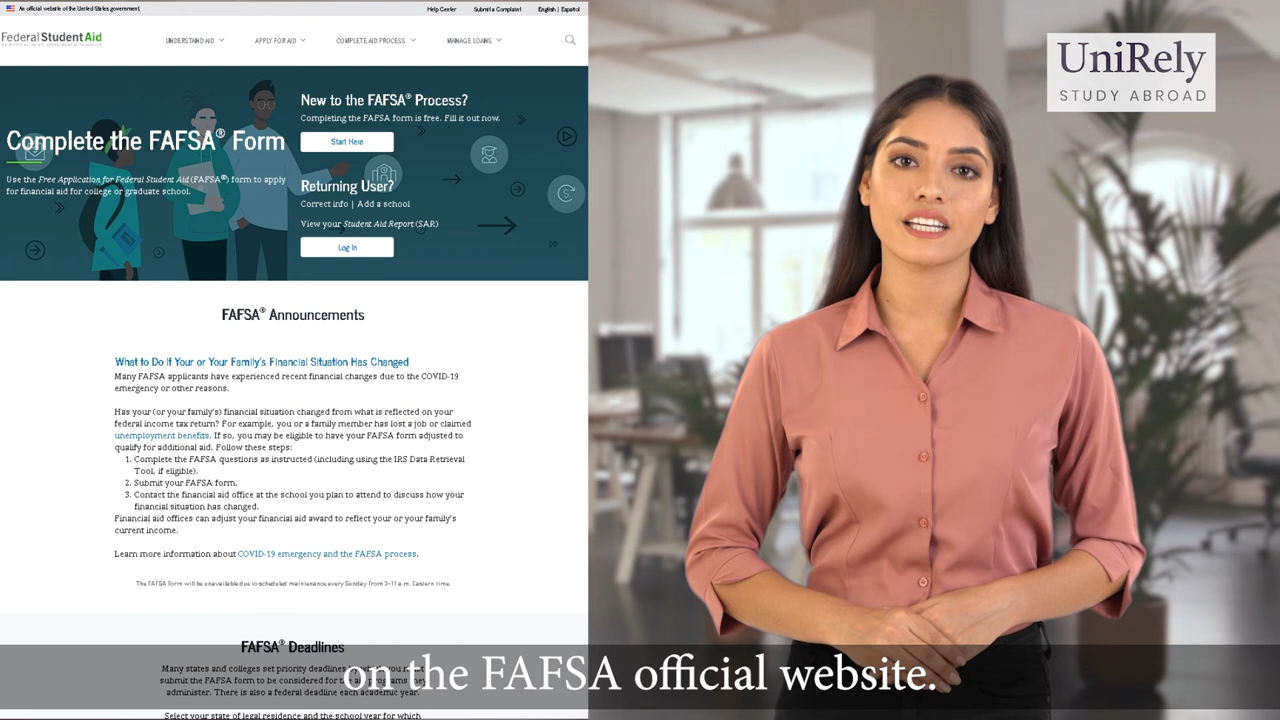 An official website of the United States government.
Help Center Submit a Complaint English | Español
Federal Student Aid
UNDERSTAND AID APPLY FOR AID COMPLETE AID PROCESS MANAGE LOANS
Complete the FAFSA® Form
Use the Free Application for Federal Student Aid (FAFSA®) form to apply
for financial aid for college or graduate school.
New to the FAFSA® Process?
Completing the FAFSA form is free. Fill it out now.
Start Here
Returning User?
Correct info | Add a school
View your Student Aid Report (SAR)
Log In
FAFSA® Announcements
What to Do If Your or Your Family's Financial Situation Has Changed
Many FAFSA applicants have experienced recent financial changes due to the COVID-19
emergency or other reasons.
Has your (or your family's) financial situation changed from what is reflected on your
federal income tax return? For example, you or a family member has lost a job or claimed
unemployment benefits. If so, you may be eligible to have your FAFSA form adjusted to
qualify for additional aid. Follow these steps:
1. Complete the FAFSA questions as instructed (including using the IRS Data Retrieval
Tool, if eligible).
2. Submit your FAFSA form.
3. Contact the financial aid office at the school you plan to attend to discuss how your
financial situation has changed.
Financial aid offices can adjust your financial aid award to reflect your or your family's
current income.
Learn more information about COVID-19 emergency and the FAFSA process.
The FAFSA form will be unavailable due to scheduled maintenance every Sunday from 3–11 a.m. Eastern time.
FAFSA® Deadlines
Many states and colleges set priority deadlines
submit the FAFSA form to be considered for
administer. There is also a federal deadline each academic year.
Select your state of legal residence and the school year for which
UniRely
STUDY ABROAD
on the FAFSA official website.